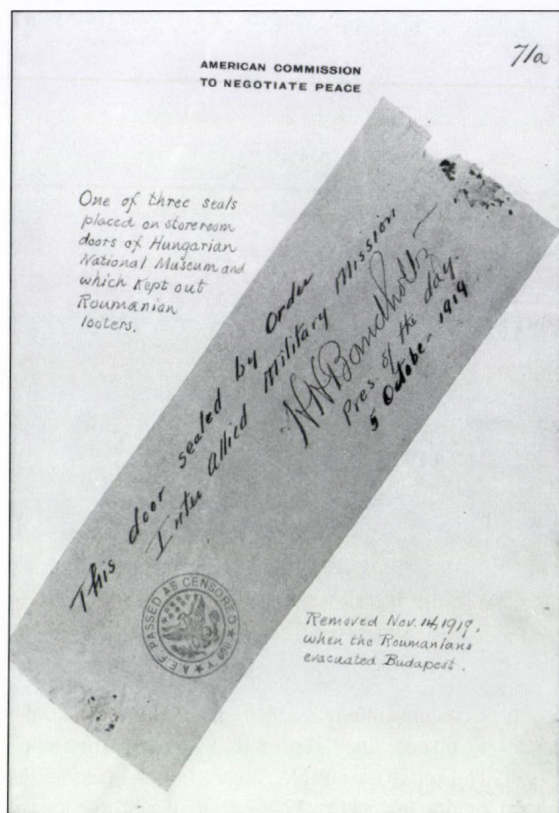 71a
AMERICAN COMMISSION
TO NEGOTIATE PEACE
One of three seals
placed on storeroom
doors of Hungarian
National Museum and
which kept out
Roumanian
looters.
This door sealed by Order
Inter Allied Military Mission
HHBandholtz
Pres of the day.
5 October - 1919
A.E.F. PASSED AS CENSORED
Removed Nov. 14, 1919,
when the Roumanians
evacuated Budapest.